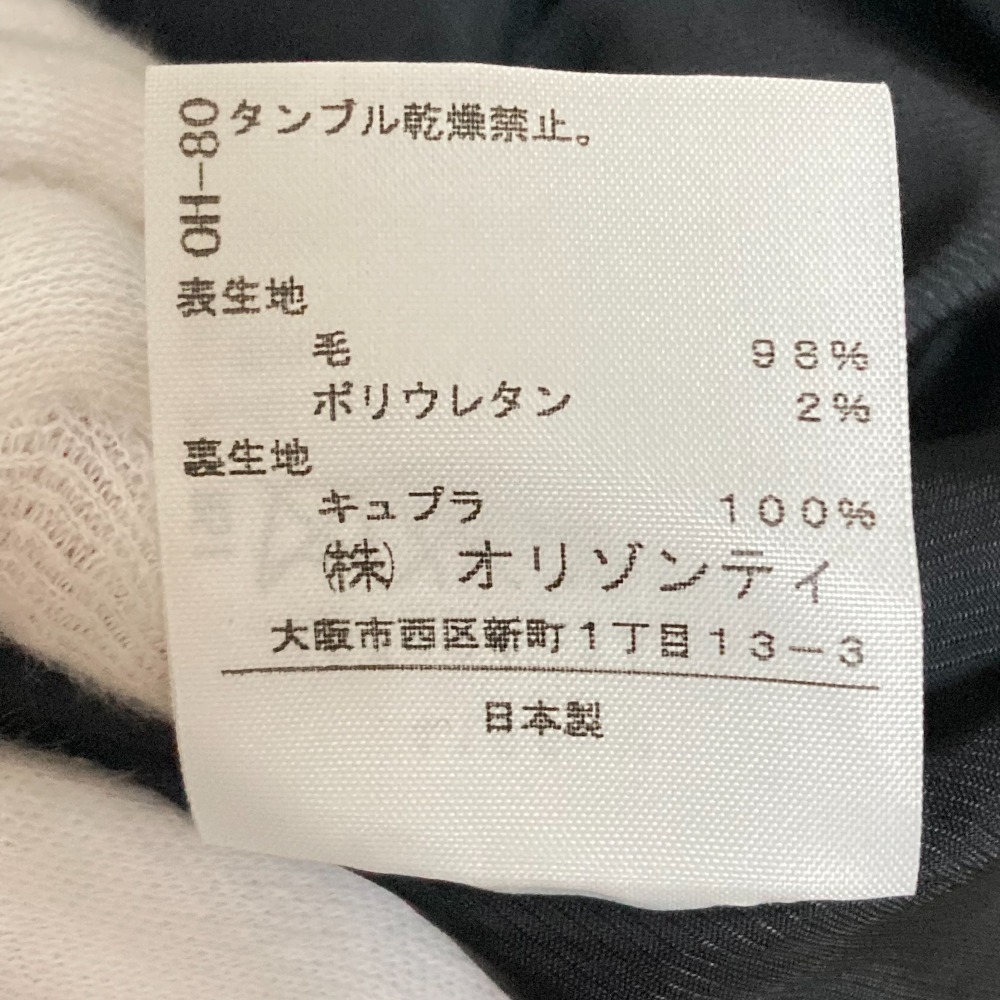 タンブル乾燥禁止。
OH-80
表生地
毛 98%
ポリウレタン 2%
裏生地
キュプラ 100%
㈱ オリゾンティ
大阪市西区新町1丁目13-3
日本製